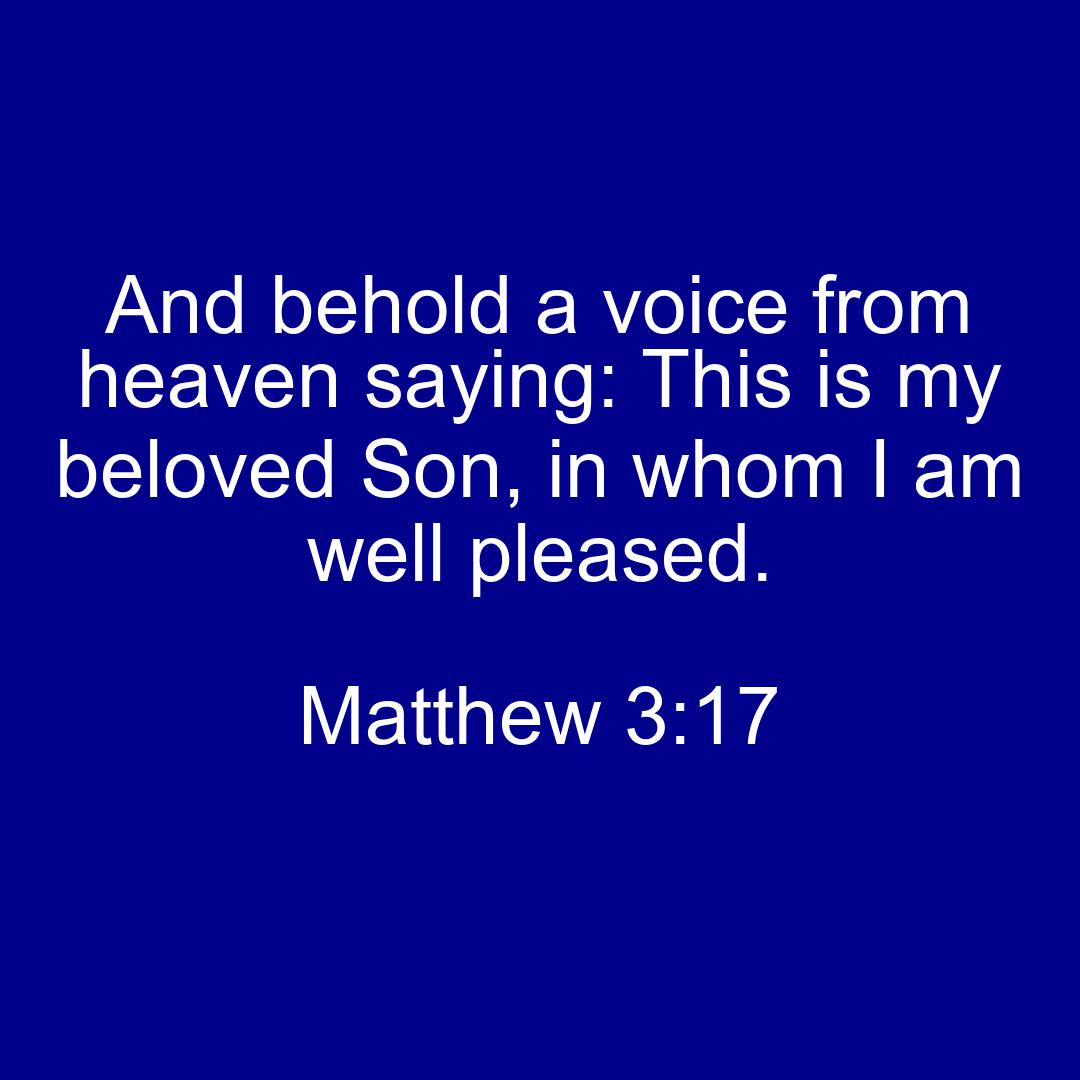 And behold a voice from
heaven saying: This is my
beloved Son, in whom I am
well pleased.
Matthew 3:17